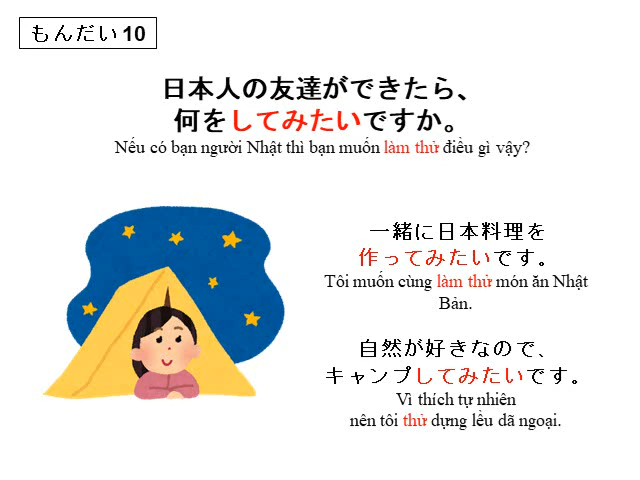 もんだい10
日本人の友達ができたら、
何をしてみたいですか。
Nếu có bạn người Nhật thì bạn muốn làm thử điều gì vậy?
一緒に日本料理を
作ってみたいです。
Tôi muốn cùng làm thử món ăn Nhật
Bản.
自然が好きなので、
キャンプしてみたいです。
Vì thích tự nhiên
nên tôi thử dựng lều dã ngoại.